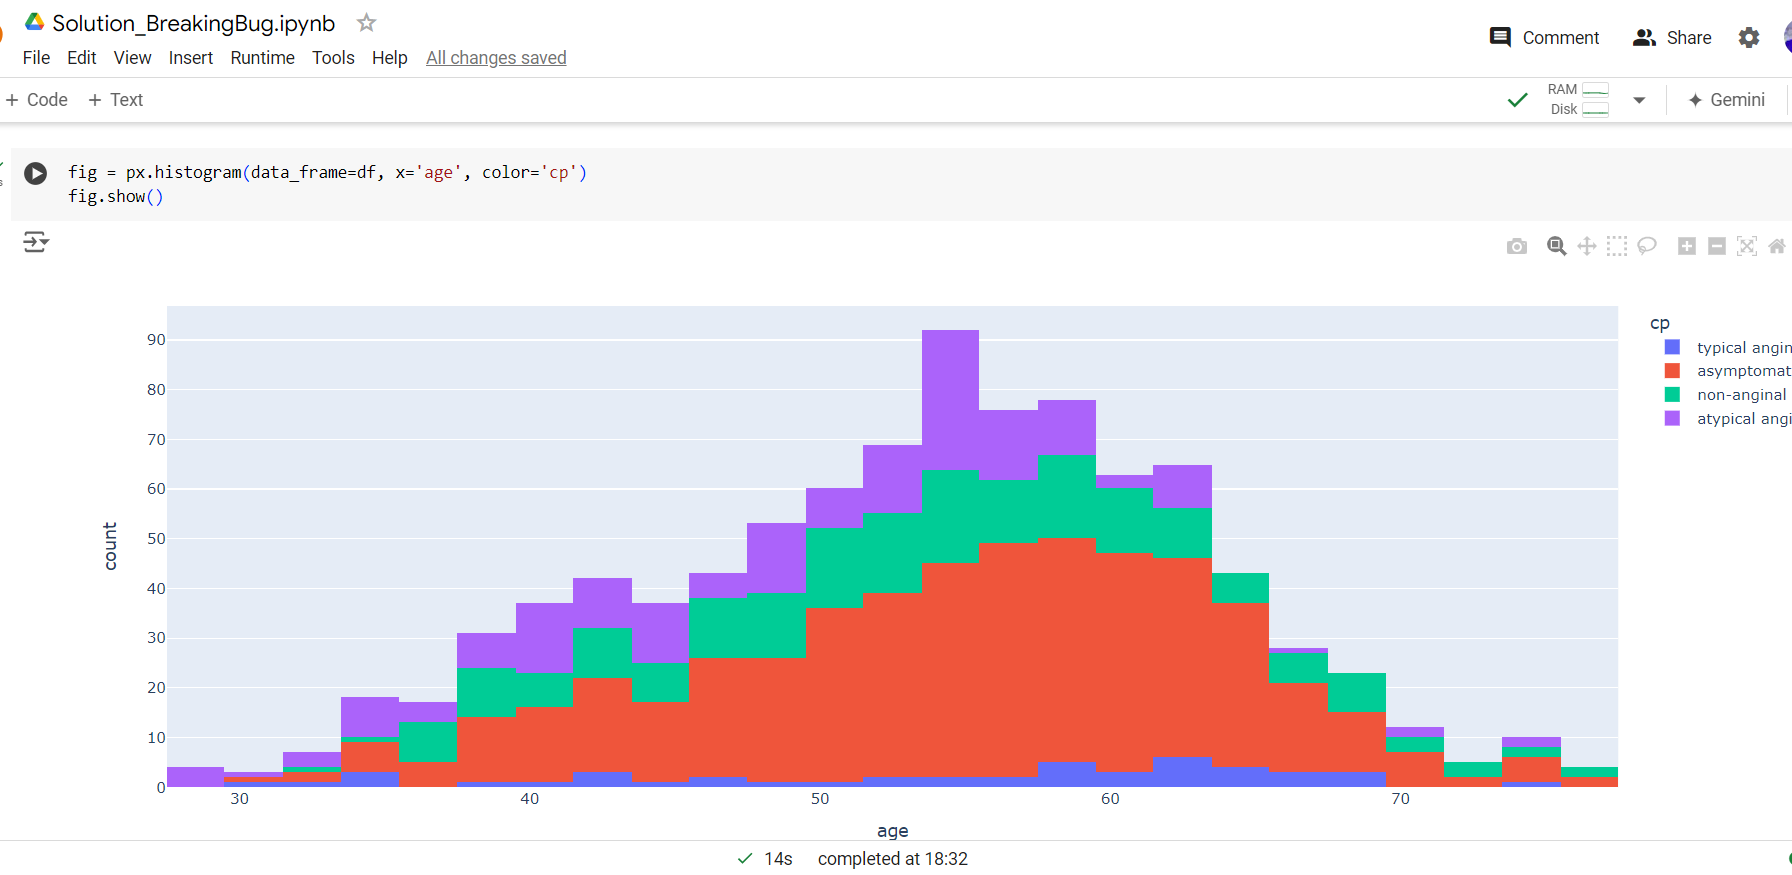 Solution_BreakingBug.ipynb
File Edit View Insert Runtime Tools Help All changes saved
Comment Share
+ Code + Text
RAM
Disk
Gemini
fig = px.histogram(data_frame=df, x='age', color='cp')
fig.show()
cp
typical angin
asymptomat
non-anginal
atypical angi
90
80
70
60
50
40
30
20
10
0
count
30 40 50 60 70
age
14s completed at 18:32